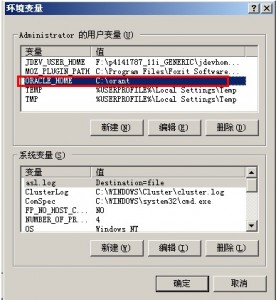 环境变量
Administrator 的用户变量(U)
变量 值
JDEV_USER_HOME F:\p4141787_11i_GENERIC\jdevhom...
MOZ_PLUGIN_PATH C:\Program Files\Foxit Software...
ORACLE_HOME C:\orant
TEMP %USERPROFILE%\Local Settings\Temp
TMP %USERPROFILE%\Local Settings\Temp
新建(N) 编辑(E) 删除(D)
系统变量(S)
变量 值
asl.log Destination=file
ClusterLog C:\WINDOWS\Cluster\cluster.log
ComSpec C:\WINDOWS\system32\cmd.exe
FP_NO_HOST_C... NO
NUMBER_OF_PR... 4
OS Windows_NT
新建(W) 编辑(I) 删除(L)
确定 取消